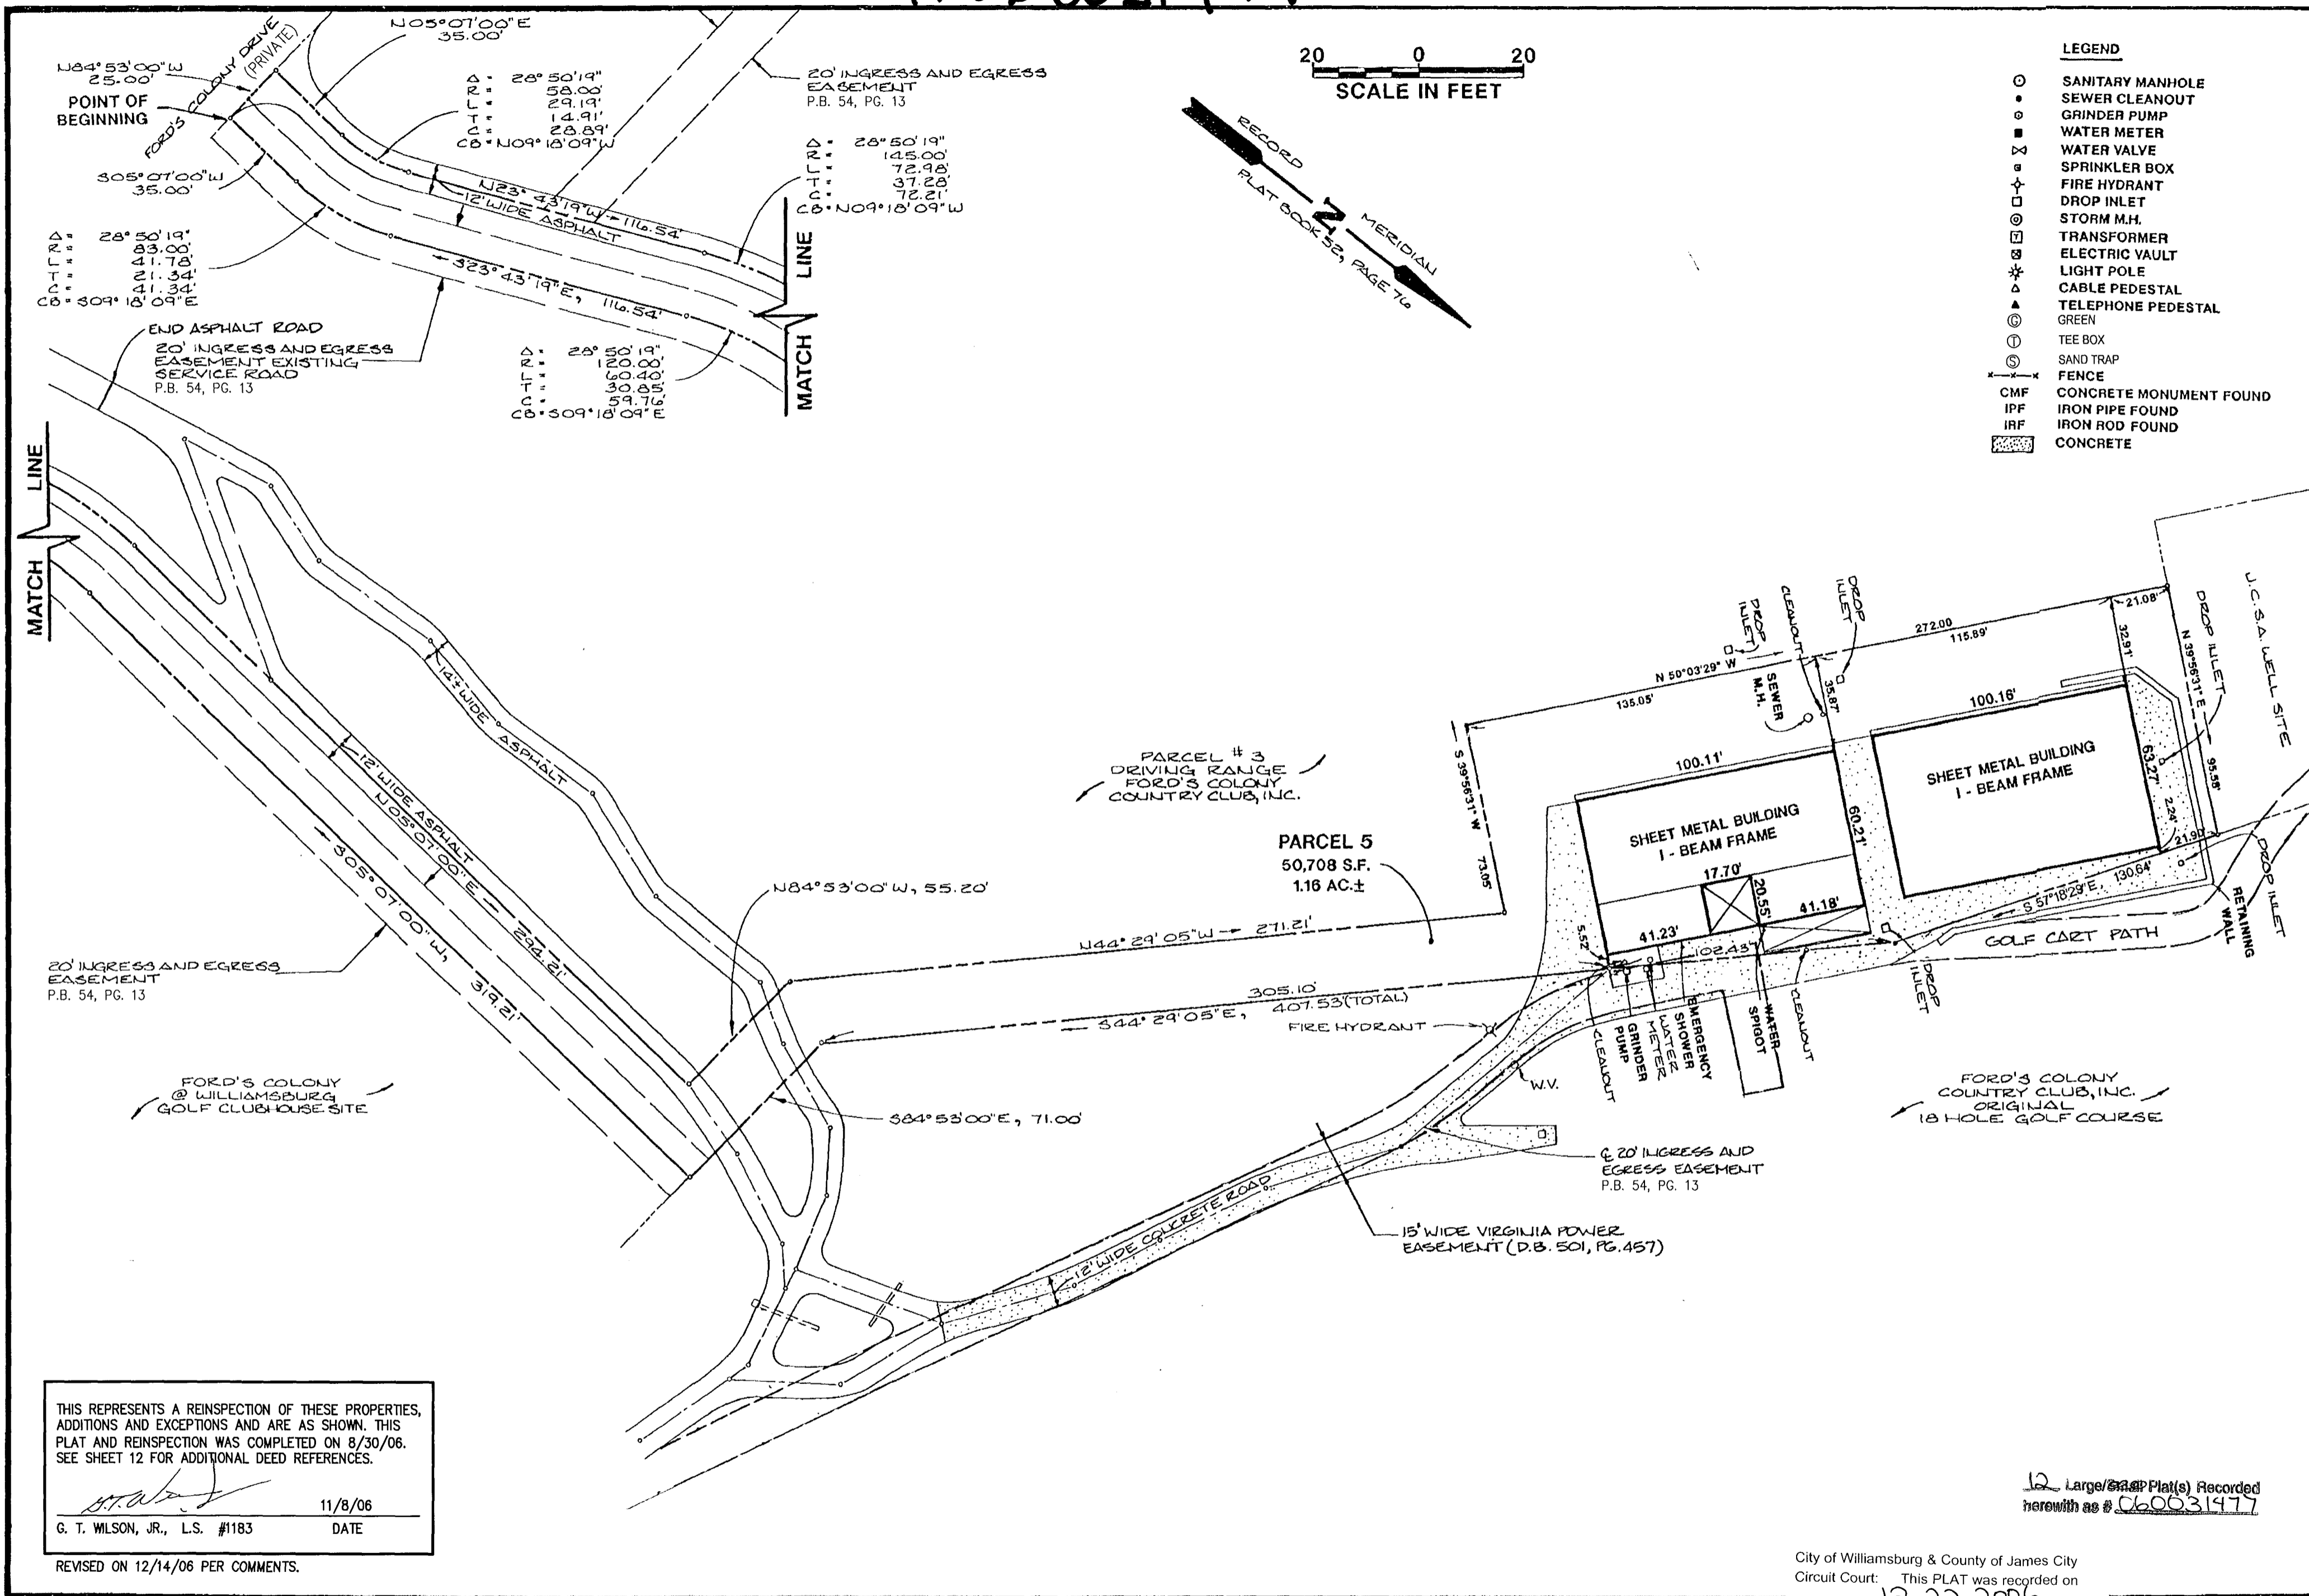 N05°07'00"E
35.00'
FORD'S COLONY DRIVE
(PRIVATE)
N84°53'00"W
25.00'
POINT OF
BEGINNING
S05°07'00"W
35.00'
Δ = 28°50'19"
R = 58.00'
L = 29.19'
T = 14.91'
C = 28.89'
CB = N09°18'09"W
20' INGRESS AND EGRESS
EASEMENT
P.B. 54, PG. 13
Δ = 28°50'19"
R = 145.00'
L = 72.98'
T = 37.28'
C = 72.21'
CB = N09°18'09"W
N23°43'19"W - 116.54'
12' WIDE ASPHALT
S23°43'19"E, 116.54'
Δ = 28°50'19"
R = 83.00'
L = 41.78'
T = 21.34'
C = 41.34'
CB = S09°18'09"E
END ASPHALT ROAD
20' INGRESS AND EGRESS
EASEMENT EXISTING
SERVICE ROAD
P.B. 54, PG. 13
Δ = 28°50'19"
R = 120.00'
L = 60.40'
T = 30.85'
C = 59.76'
CB = S09°18'09"E
MATCH LINE
20 0 20
SCALE IN FEET
RECORD N MERIDIAN
PLAT BOOK 52, PAGE 76
LEGEND
SANITARY MANHOLE
SEWER CLEANOUT
GRINDER PUMP
WATER METER
WATER VALVE
SPRINKLER BOX
FIRE HYDRANT
DROP INLET
STORM M.H.
T TRANSFORMER
ELECTRIC VAULT
LIGHT POLE
CABLE PEDESTAL
TELEPHONE PEDESTAL
G GREEN
T TEE BOX
S SAND TRAP
x—x—x FENCE
CMF CONCRETE MONUMENT FOUND
IPF IRON PIPE FOUND
IRF IRON ROD FOUND
CONCRETE
MATCH LINE
14'± WIDE ASPHALT
12' WIDE ASPHALT
N05°07'00"E - 294.21'
S05°07'00"W, 319.21'
20' INGRESS AND EGRESS
EASEMENT
P.B. 54, PG. 13
FORD'S COLONY
@ WILLIAMSBURG
GOLF CLUBHOUSE SITE
N84°53'00"W, 55.20'
S84°53'00"E, 71.00'
PARCEL # 3
DRIVING RANGE
FORD'S COLONY
COUNTRY CLUB, INC.
PARCEL 5
50,708 S.F.
1.16 AC.±
N44°29'05"W - 271.21'
305.10'
S44°29'05"E, 407.53'(TOTAL)
FIRE HYDRANT
S 39°56'31" W 73.05'
N 50°03'29" W 272.00
135.05'
115.89'
21.08'
DROP
INLET
CLEANOUT
DROP
INLET
SEWER
M.H.
35.87'
32.91'
N 39°56'31" E 95.58'
DROP INLET
J.C.S.A. WELL SITE
100.11'
SHEET METAL BUILDING
I - BEAM FRAME
60.21'
17.70'
20.55'
41.18'
41.23'
102.43'
5.52'
100.16'
SHEET METAL BUILDING
I - BEAM FRAME
63.27'
2.24'
21.90'
S 57°18'29"E, 130.64'
GOLF CART PATH
RETAINING
WALL
DROP INLET
DROP
INLET
CLEANOUT
GRINDER
PUMP
WATER
METER
EMERGENCY
SHOWER
WATER
SPIGOT
CLEANOUT
W.V.
FORD'S COLONY
COUNTRY CLUB, INC.
ORIGINAL
18 HOLE GOLF COURSE
℄ 20' INGRESS AND
EGRESS EASEMENT
P.B. 54, PG. 13
15' WIDE VIRGINIA POWER
EASEMENT (D.B. 501, PG. 457)
12' WIDE CONCRETE ROAD
THIS REPRESENTS A REINSPECTION OF THESE PROPERTIES,
ADDITIONS AND EXCEPTIONS AND ARE AS SHOWN. THIS
PLAT AND REINSPECTION WAS COMPLETED ON 8/30/06.
SEE SHEET 12 FOR ADDITIONAL DEED REFERENCES.
11/8/06
G. T. WILSON, JR., L.S. #1183 DATE
REVISED ON 12/14/06 PER COMMENTS.
12 Large/Small Plat(s) Recorded
herewith as # 060031477
City of Williamsburg & County of James City
Circuit Court: This PLAT was recorded on